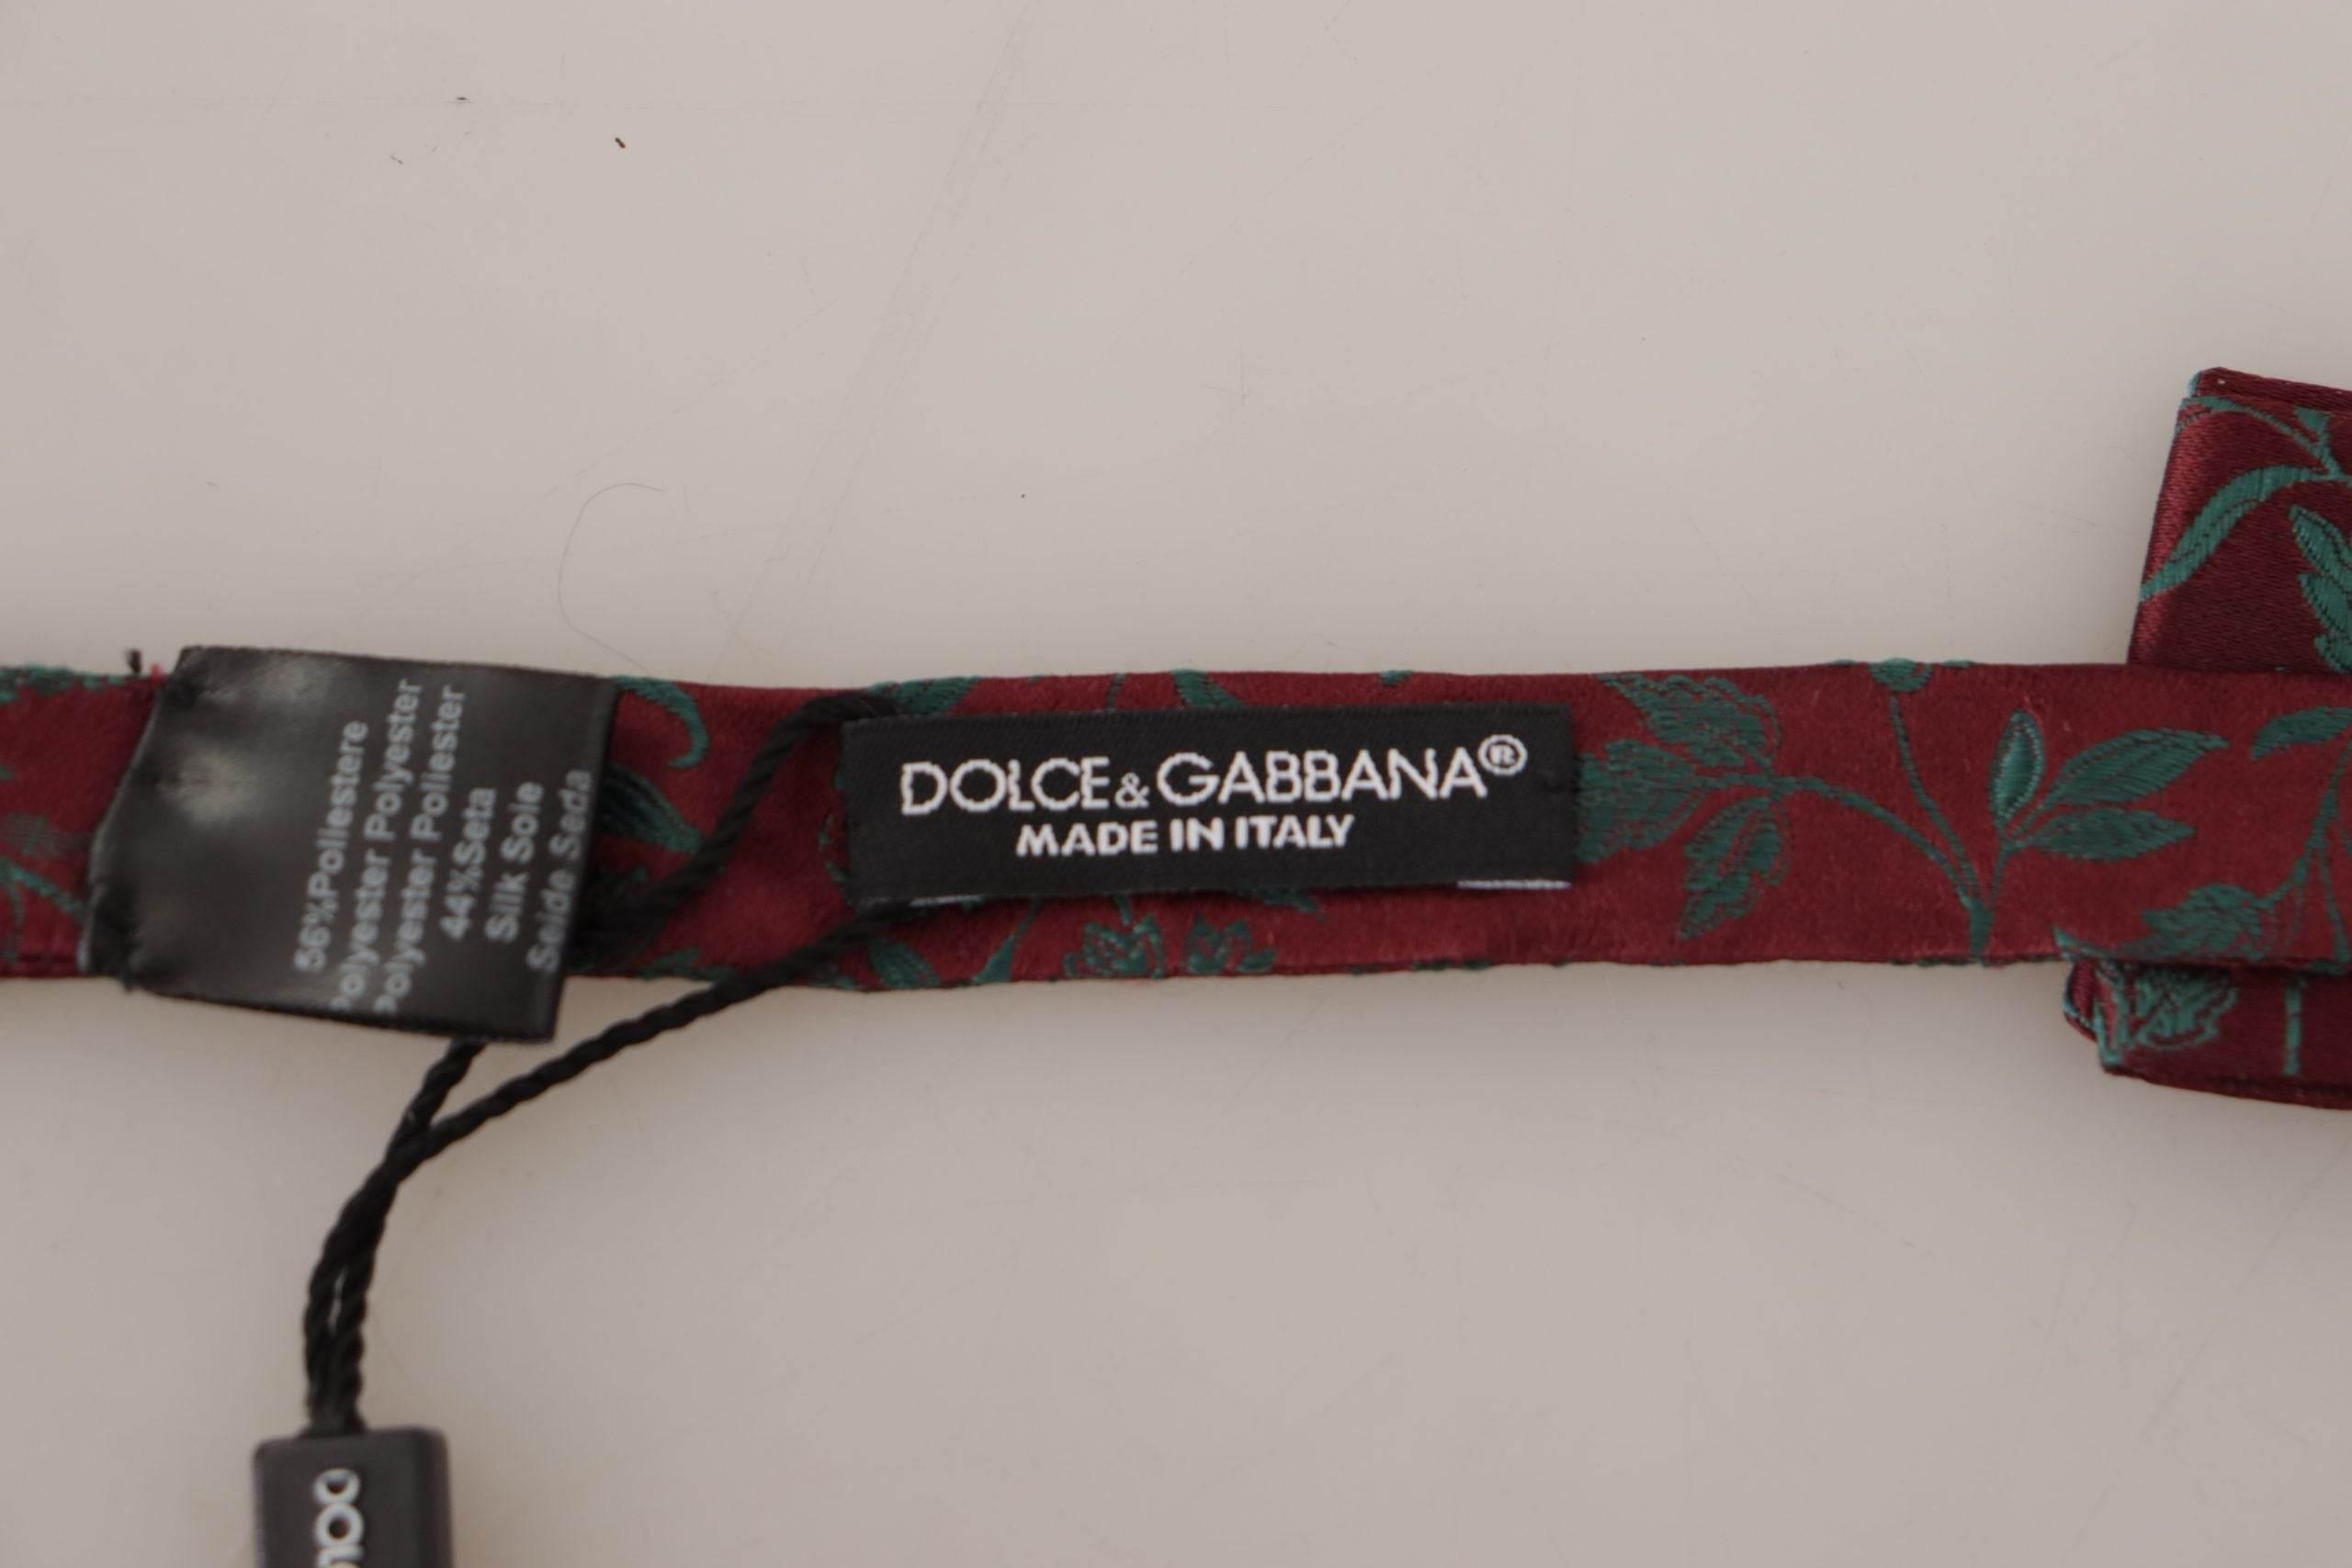 56%Poliestere
Polyester Polyester
Polyester Poliester
44%Seta
Silk Soie
Seide Seda
DOLCE&GABBANA®
MADE IN ITALY